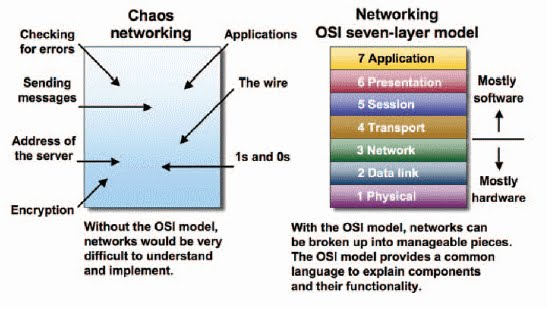 Chaos
networking
Checking
for errors
Applications
Sending
messages
The wire
Address of
the server
1s and 0s
Encryption
Without the OSI model,
networks would be very
difficult to understand
and implement.
Networking
OSI seven-layer model
7 Application
6 Presentation
5 Session
4 Transport
3 Network
2 Data link
1 Physical
Mostly
software
Mostly
hardware
With the OSI model, networks can
be broken up into manageable pieces.
The OSI model provides a common
language to explain components
and their functionality.